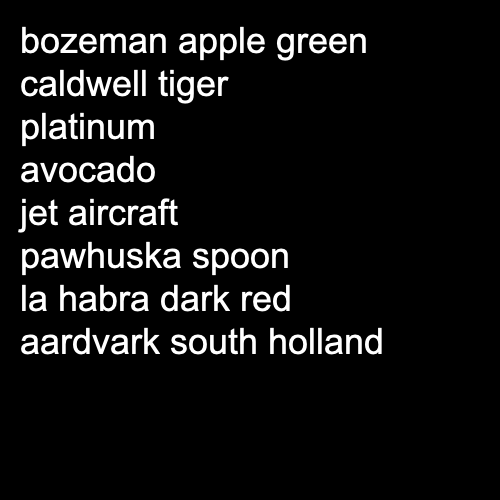 bozeman apple green
caldwell tiger
platinum
avocado
jet aircraft
pawhuska spoon
la habra dark red
aardvark south holland